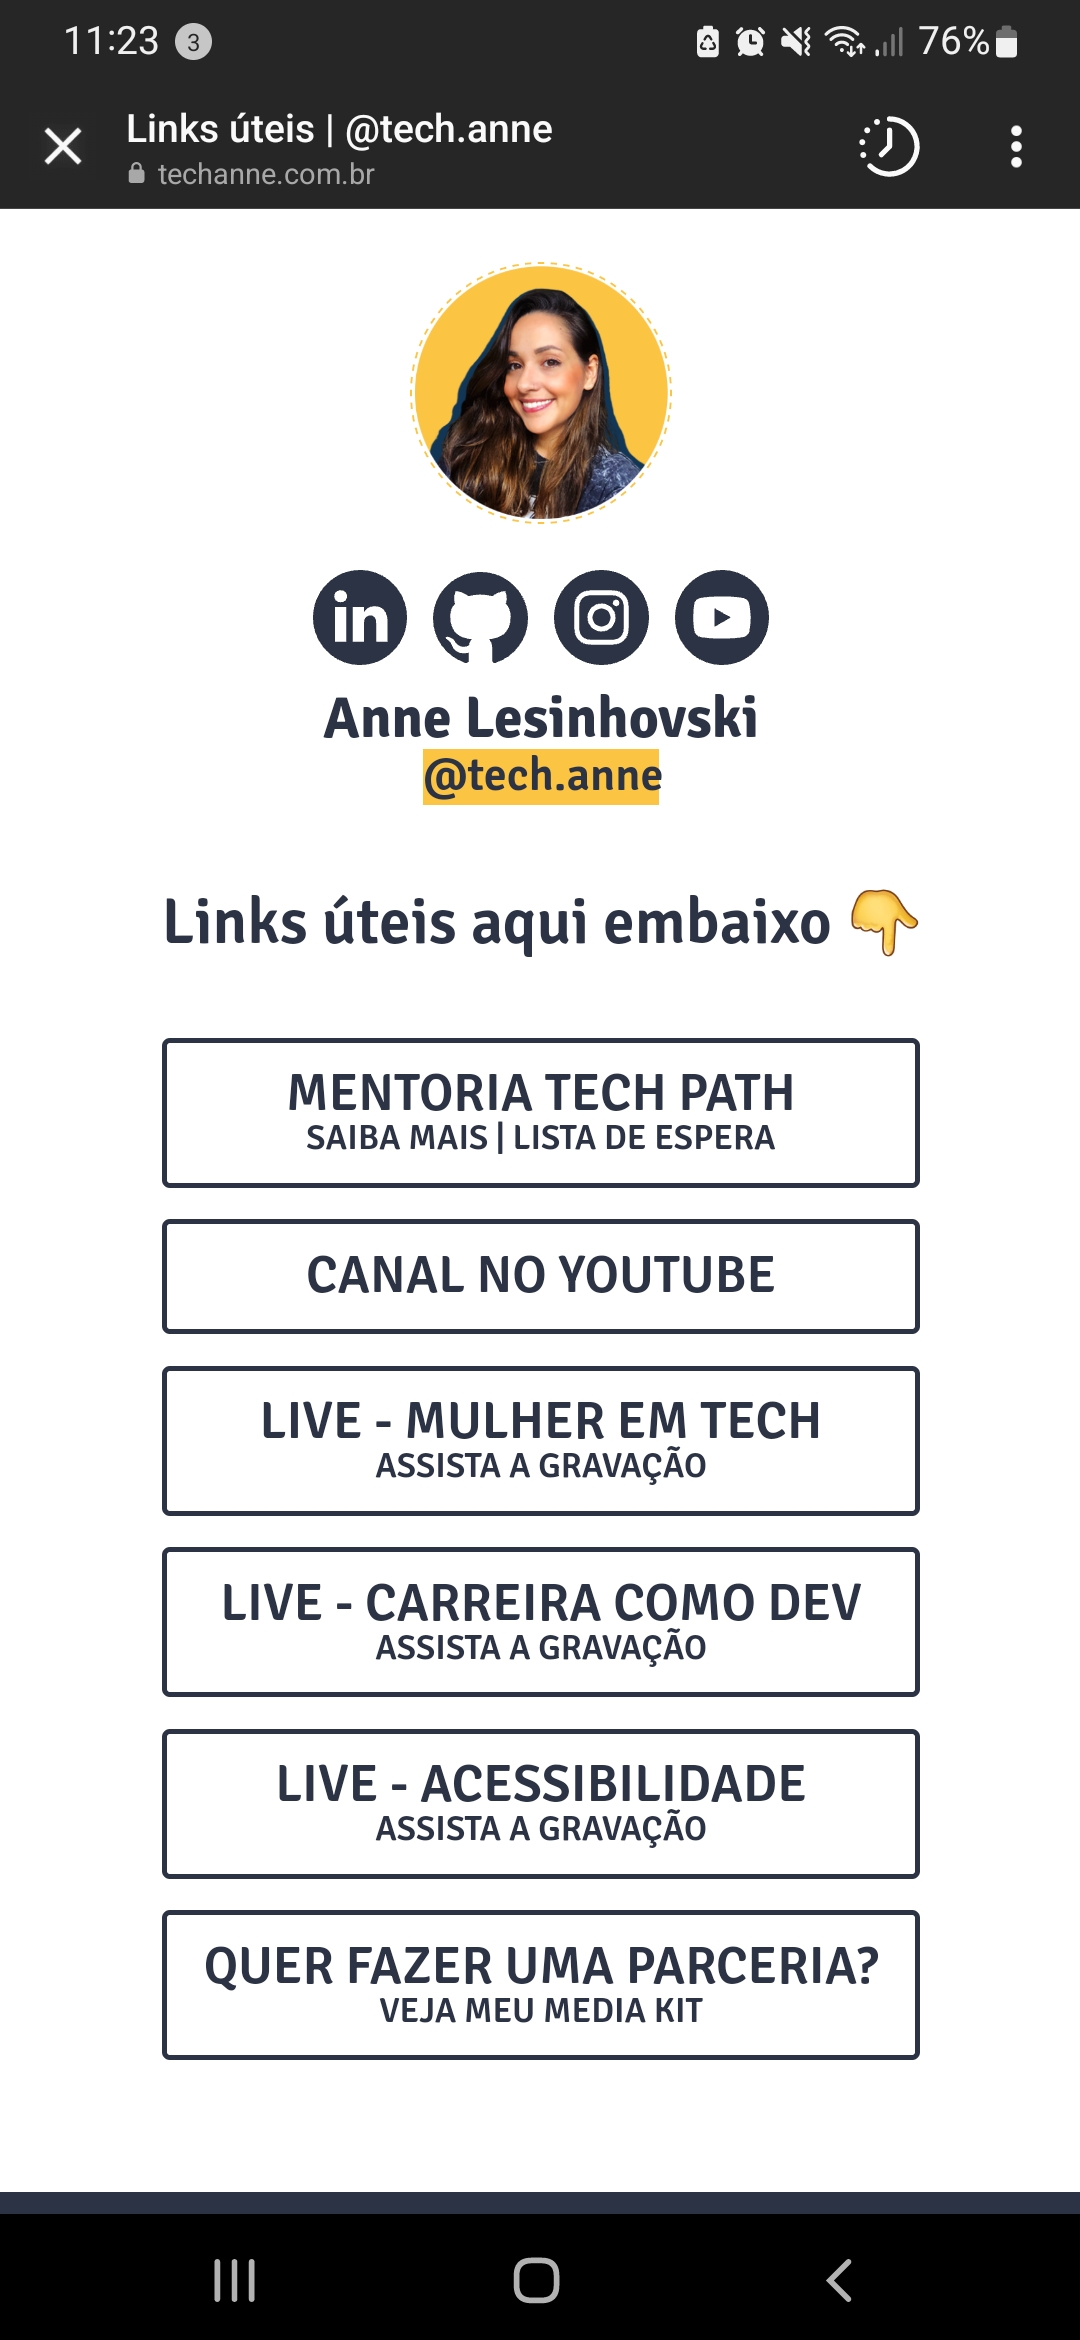 11:23 3 76%
Links úteis | @tech.anne
techanne.com.br
in
Anne Lesinhovski
@tech.anne
Links úteis aqui embaixo 👇
MENTORIA TECH PATH
SAIBA MAIS | LISTA DE ESPERA
CANAL NO YOUTUBE
LIVE - MULHER EM TECH
ASSISTA A GRAVAÇÃO
LIVE - CARREIRA COMO DEV
ASSISTA A GRAVAÇÃO
LIVE - ACESSIBILIDADE
ASSISTA A GRAVAÇÃO
QUER FAZER UMA PARCERIA?
VEJA MEU MEDIA KIT